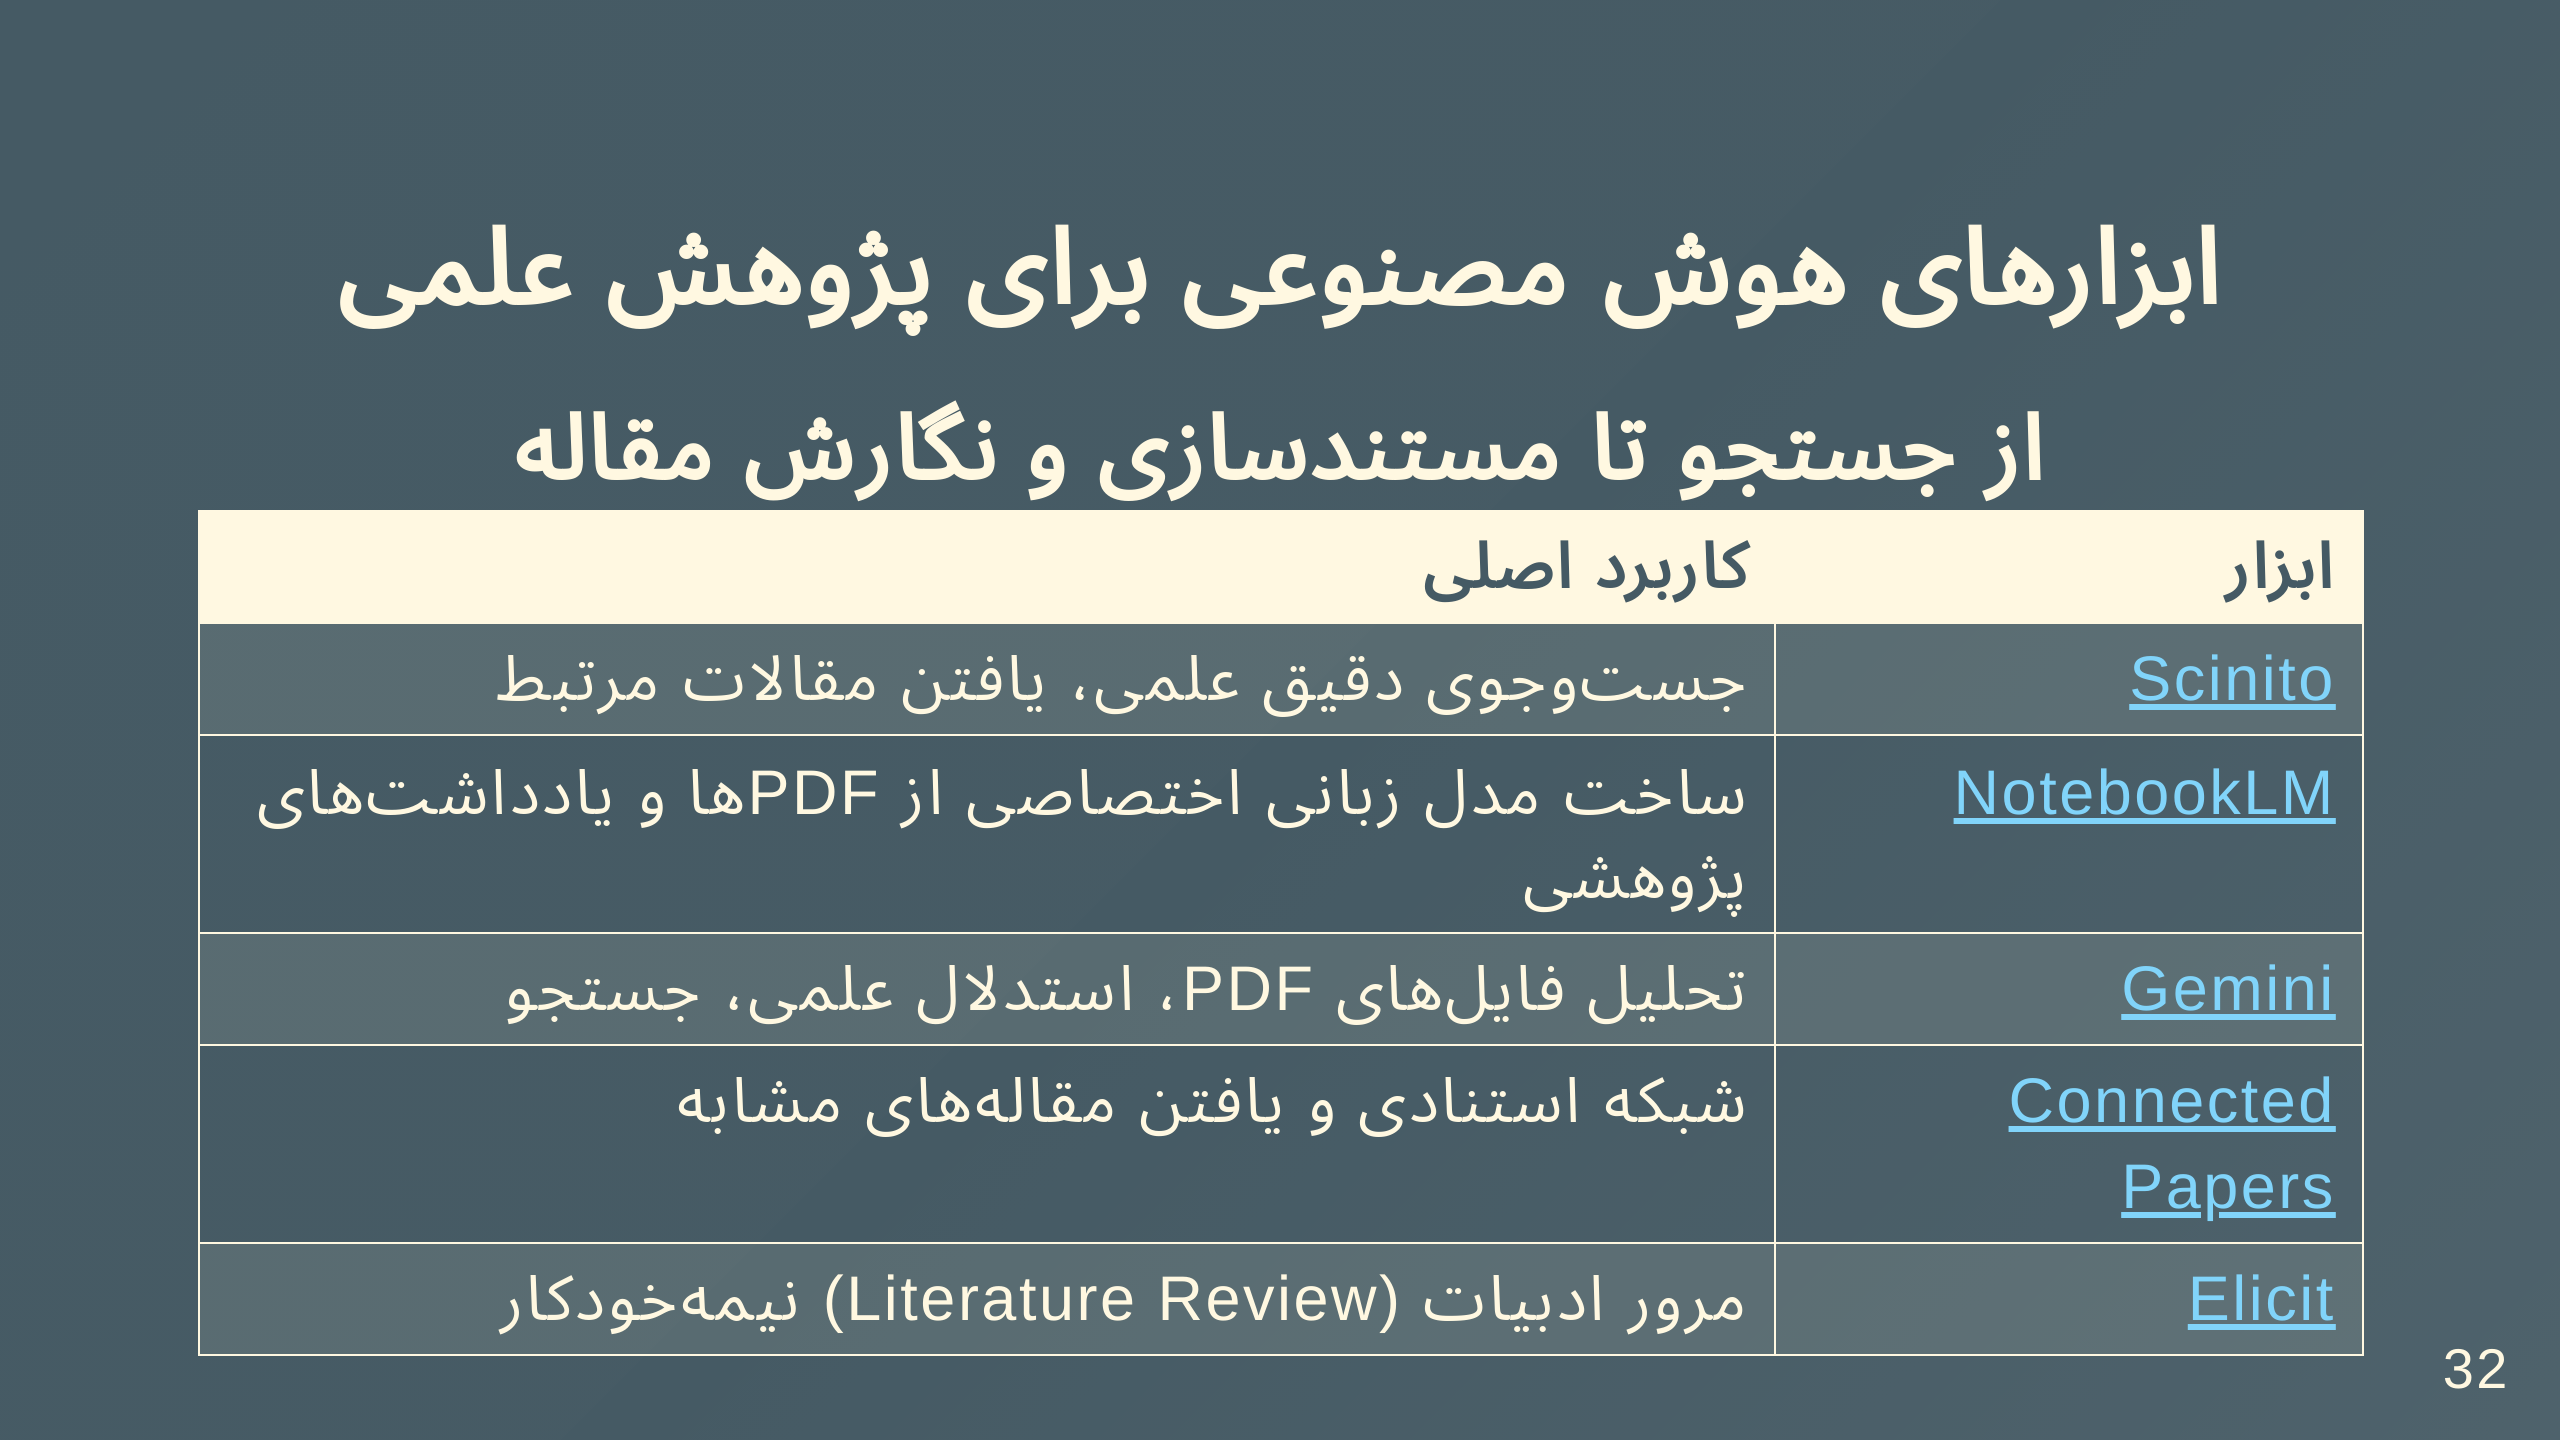 ابزارهای هوش مصنوعی برای پژوهش علمی
از جستجو تا مستندسازی و نگارش مقاله
ابزار
کاربرد اصلی
Scinito
جست‌وجوی دقیق علمی، یافتن مقالات مرتبط
NotebookLM
ساخت مدل زبانی اختصاصی از PDFها و یادداشت‌های
پژوهشی
Gemini
تحلیل فایل‌های PDF، استدلال علمی، جستجو
Connected
Papers
شبکه استنادی و یافتن مقاله‌های مشابه
Elicit
مرور ادبیات (Literature Review) نیمه‌خودکار
32